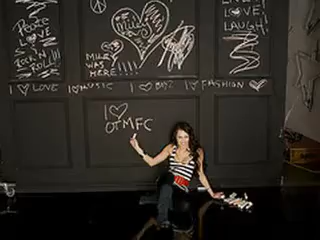 PEACE
LOVE
&
ROCK N'
ROLL!!!
MILEY
WAS
HERE!!!!
LOVE!
LAUGH!
I ♡ LOVE I ♡ MUSIC I ♡ BOYZ I ♡ FASHION ♡
I ♡
OTMFC